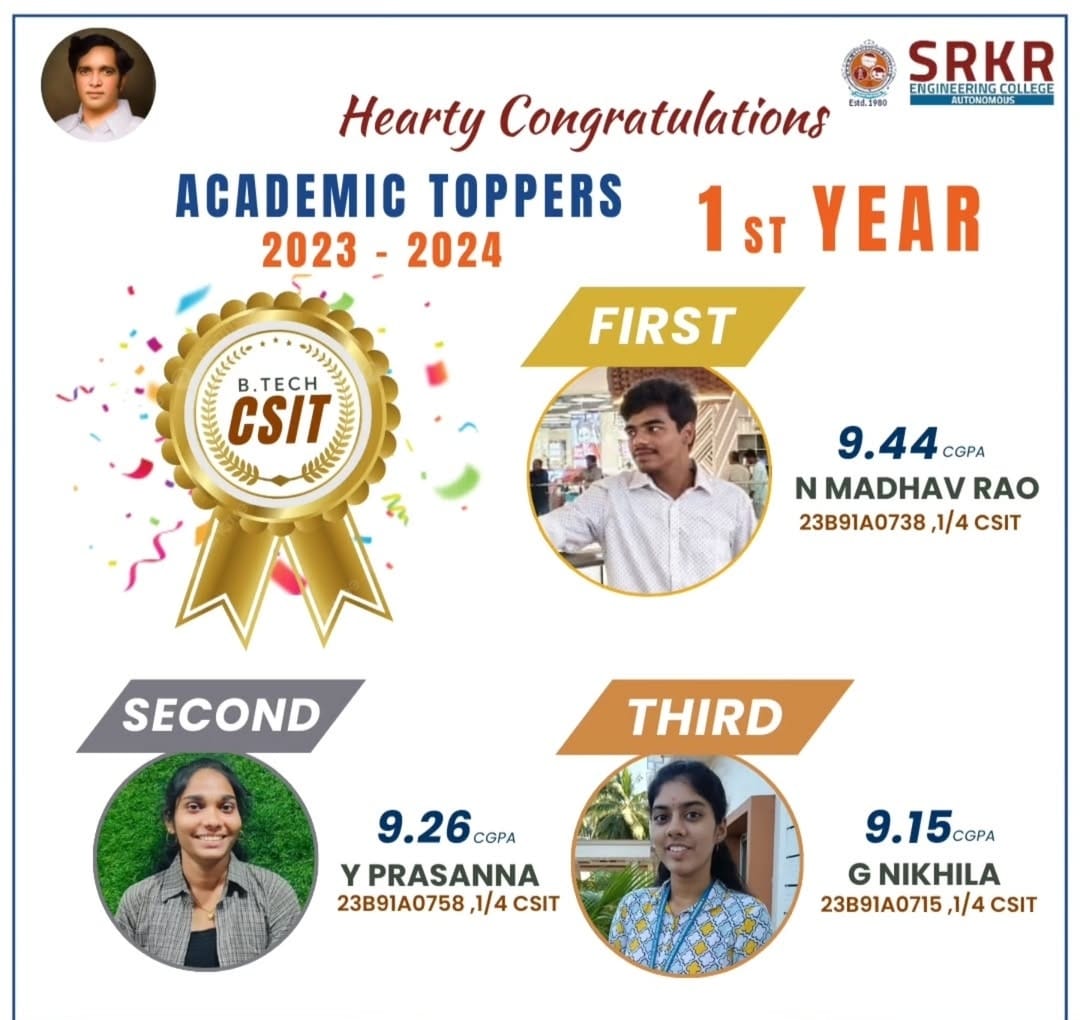 SRKR
ENGINEERING COLLEGE
AUTONOMOUS
Estd.1980
Hearty Congratulations
ACADEMIC TOPPERS
2023 - 2024
1 ST YEAR
B.TECH
CSIT
FIRST
9.44 CGPA
N MADHAV RAO
23B91A0738 ,1/4 CSIT
SECOND
9.26 CGPA
Y PRASANNA
23B91A0758 ,1/4 CSIT
THIRD
9.15 CGPA
G NIKHILA
23B91A0715 ,1/4 CSIT